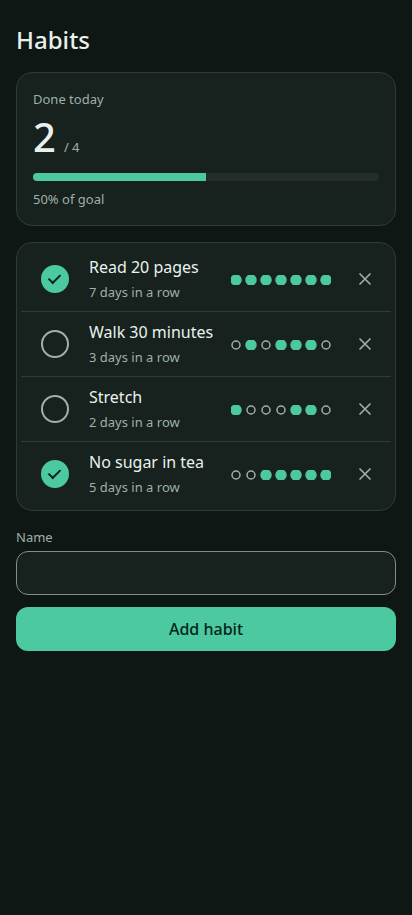 Habits
Done today
2 / 4
50% of goal
Read 20 pages
7 days in a row
Walk 30 minutes
3 days in a row
Stretch
2 days in a row
No sugar in tea
5 days in a row
Name
Add habit